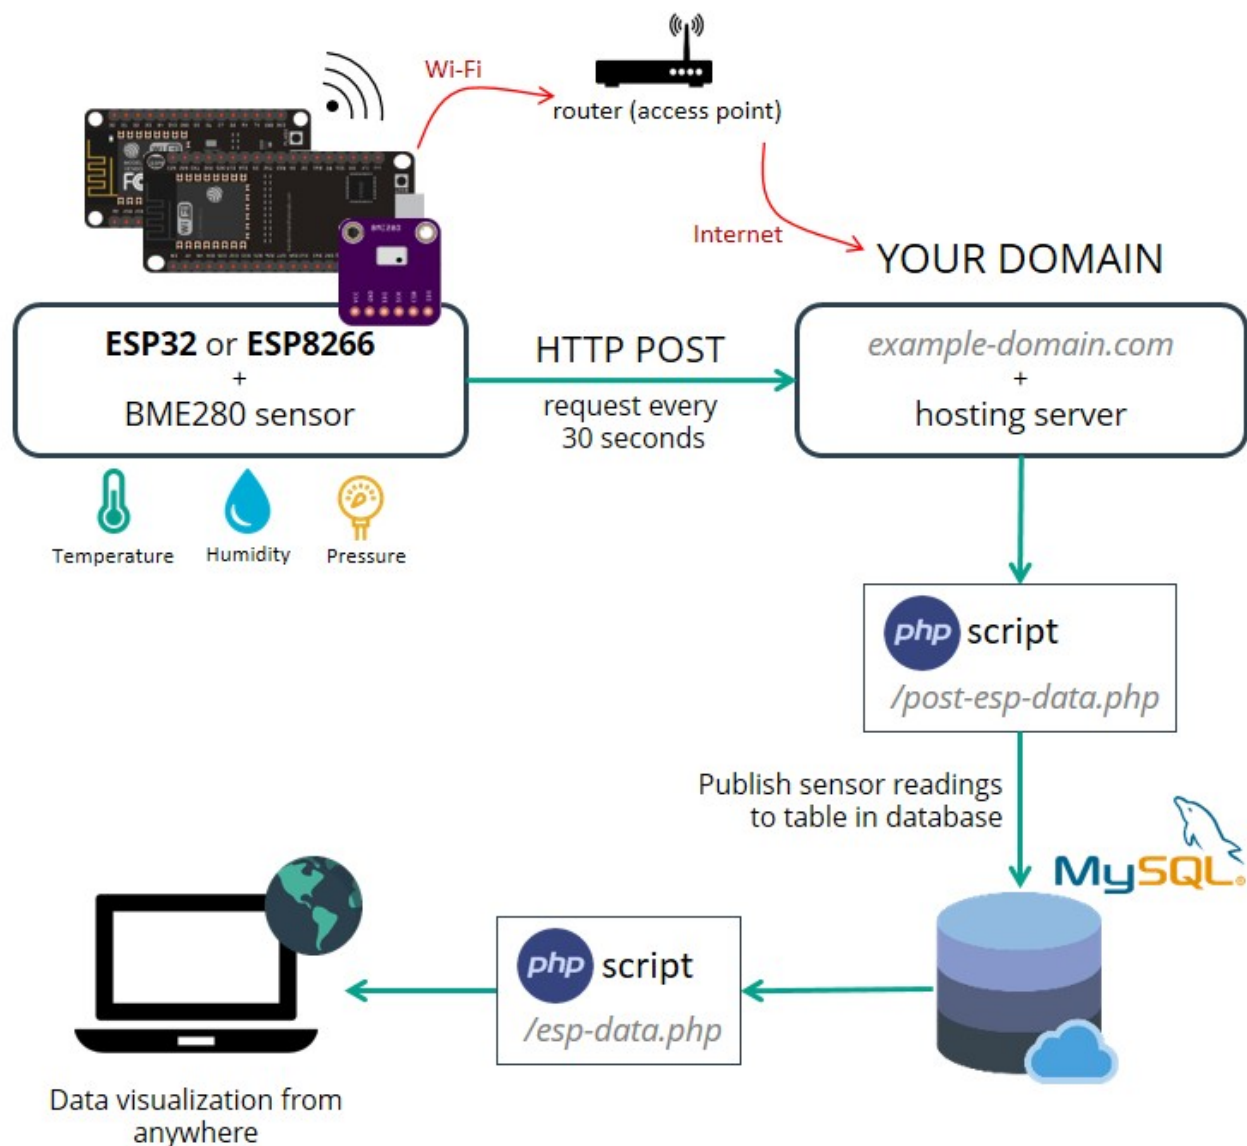 Wi-Fi
router (access point)
Internet
YOUR DOMAIN
BME280
ESP32 or ESP8266
+
BME280 sensor
HTTP POST
request every
30 seconds
example-domain.com
+
hosting server
Temperature
Humidity
Pressure
php script
/post-esp-data.php
Publish sensor readings
to table in database
MySQL®
php script
/esp-data.php
Data visualization from
anywhere